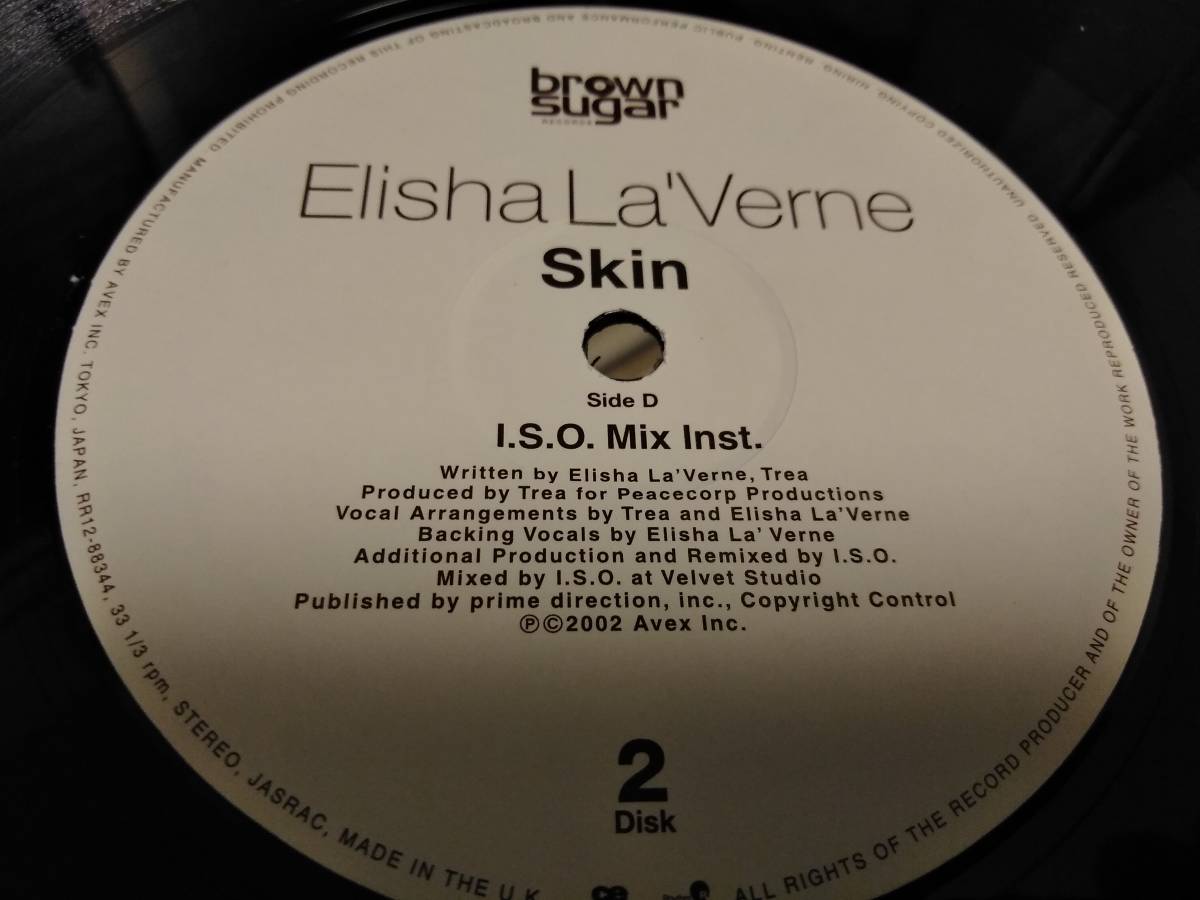 brown
sugar
RECORDS
Elisha La'Verne
Skin
Side D
I.S.O. Mix Inst.
Written by Elisha La'Verne, Trea
Produced by Trea for Peacecorp Productions
Vocal Arrangements by Trea and Elisha La'Verne
Backing Vocals by Elisha La' Verne
Additional Production and Remixed by I.S.O.
Mixed by I.S.O. at Velvet Studio
Published by prime direction, inc., Copyright Control
℗©2002 Avex Inc.
2
Disk
MANUFACTURED BY AVEX INC. TOKYO, JAPAN, RR12-88344, 33 1/3 rpm, STEREO, JASRAC, MADE IN THE U.K.
ALL RIGHTS OF THE RECORD PRODUCER AND OF THE OWNER OF THE WORK REPRODUCED RESERVED. UNAUTHORIZED COPYING, HIRING, RENTING, PUBLIC PERFORMANCE AND BROADCASTING OF THIS RECORDING PROHIBITED.